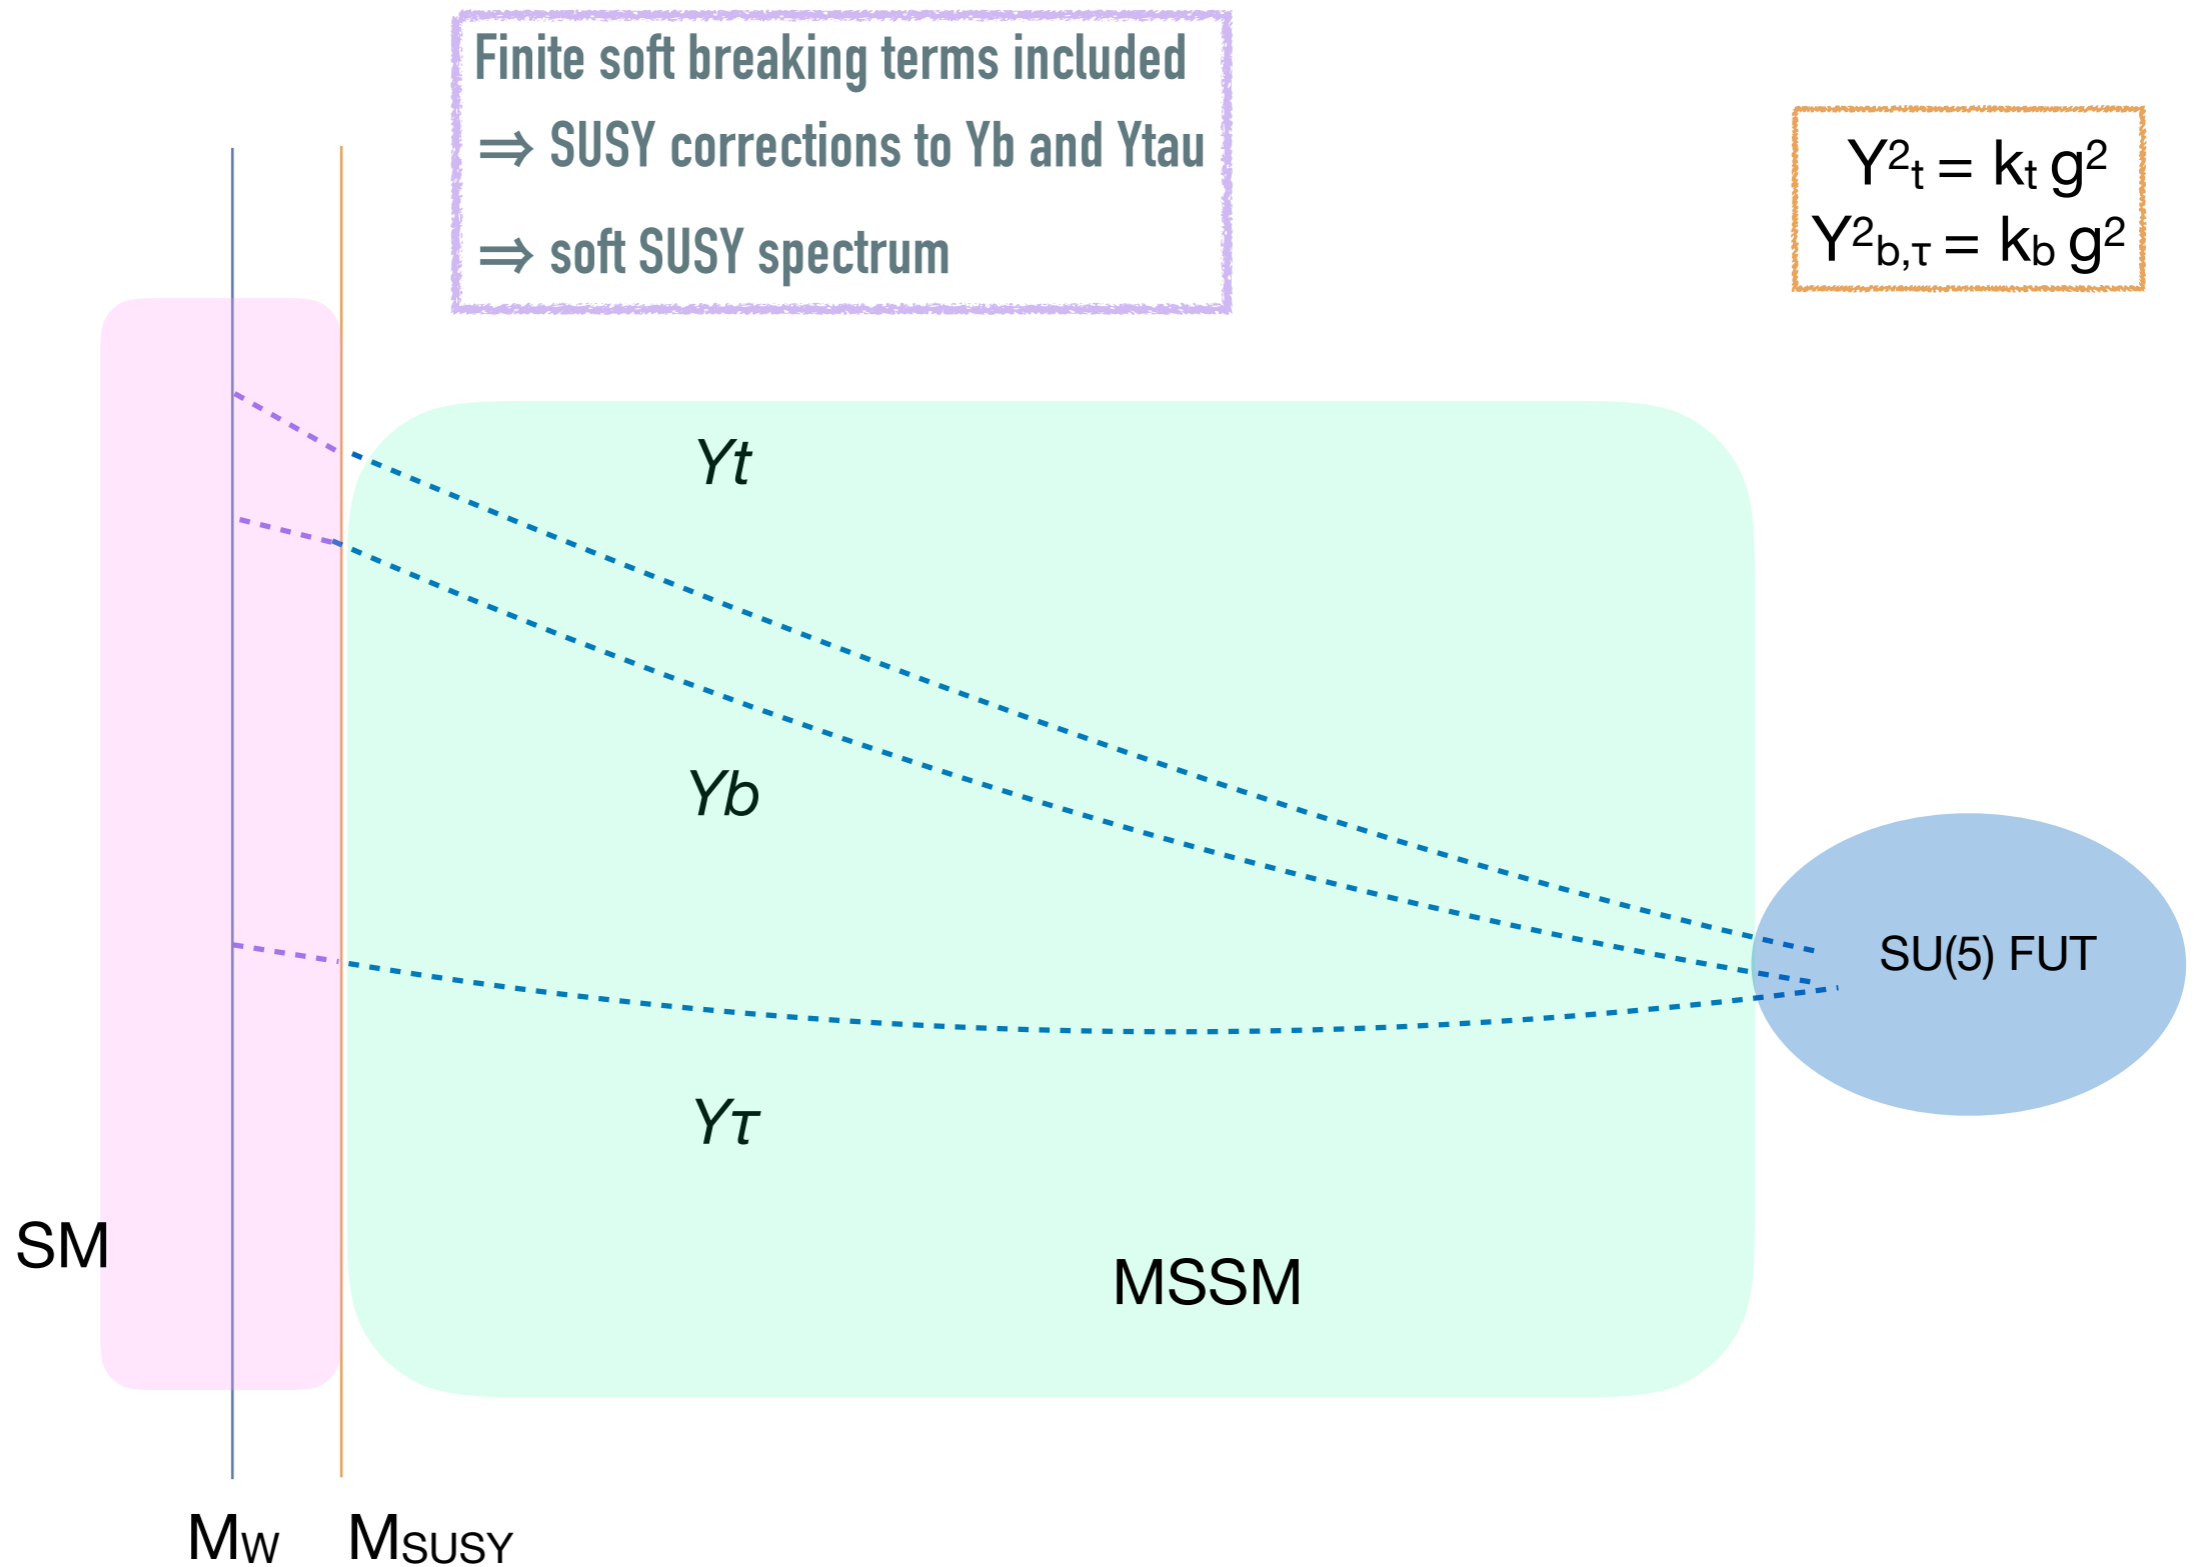 Finite soft breaking terms included
⇒ SUSY corrections to Yb and Ytau
⇒ soft SUSY spectrum
Y²ₜ = kₜ g²
Y²b,τ = kb g²
Yt
Yb
SU(5) FUT
Yτ
SM
MSSM
MW
MSUSY